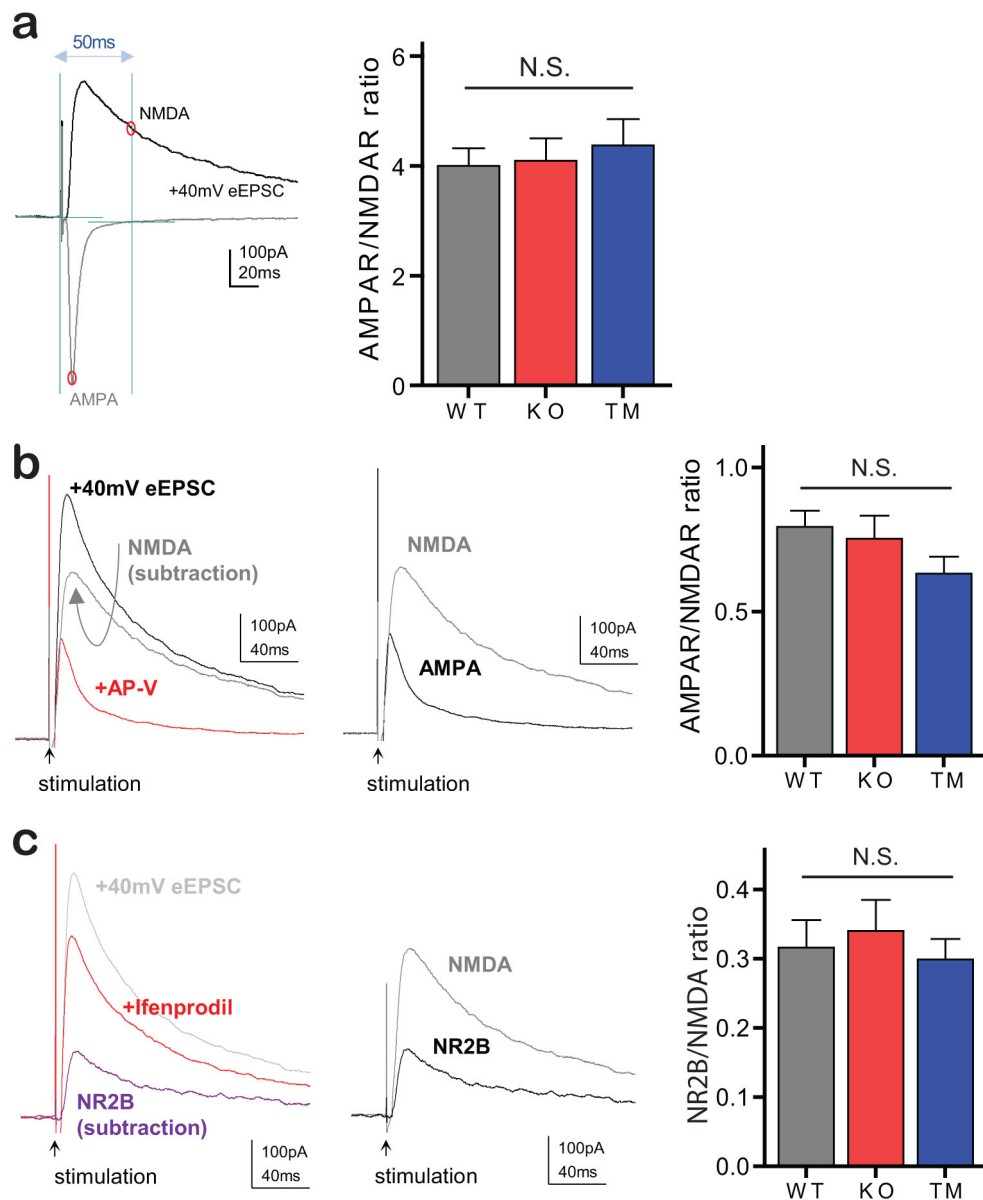 a
50ms
NMDA
+40mV eEPSC
100pA
20ms
AMPA
AMPAR/NMDAR ratio
6
4
2
0
N.S.
WT KO TM
b
+40mV eEPSC
NMDA
(subtraction)
+AP-V
100pA
40ms
stimulation
NMDA
AMPA
100pA
40ms
stimulation
AMPAR/NMDAR ratio
1.0
0.5
0.0
N.S.
WT KO TM
c
+40mV eEPSC
+Ifenprodil
NR2B
(subtraction)
100pA
40ms
stimulation
NMDA
NR2B
100pA
40ms
stimulation
NR2B/NMDA ratio
0.4
0.3
0.2
0.1
0.0
N.S.
WT KO TM